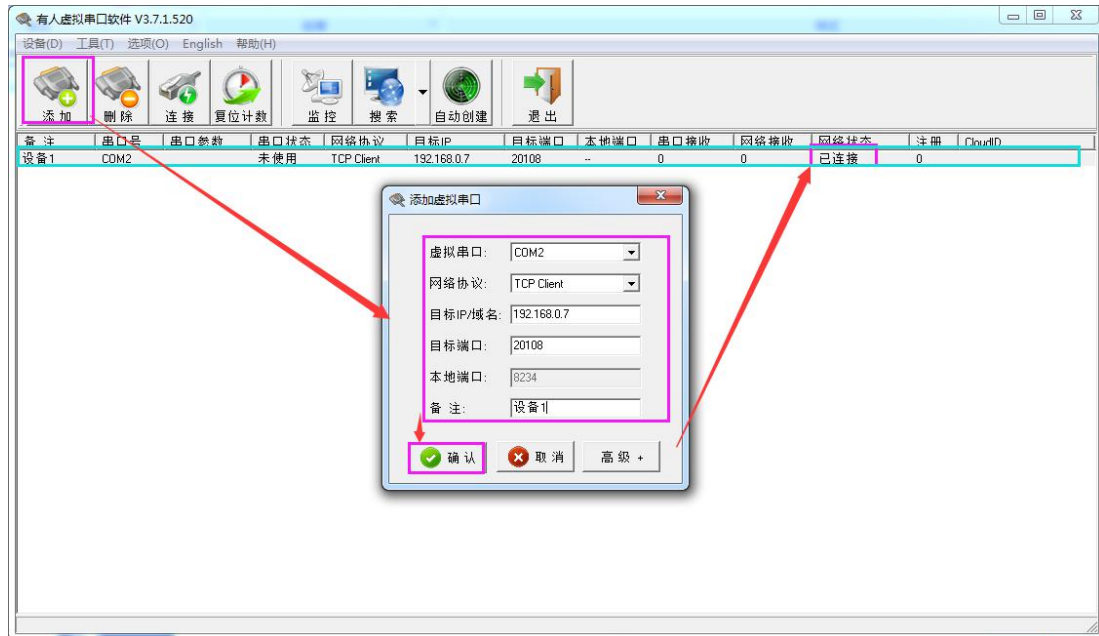 有人虚拟串口软件 V3.7.1.520
设备(D) 工具(T) 选项(O) English 帮助(H)
添加 删除 连接 复位计数 监控 搜索 自动创建 退出
备 注 串口号 串口参数 串口状态 网络协议 目标IP 目标端口 本地端口 串口接收 网络接收 网络状态 注册 CloudID
设备1 COM2 未使用 TCP Client 192.168.0.7 20108 -- 0 0 已连接 0
添加虚拟串口
虚拟串口: COM2
网络协议: TCP Client
目标IP/域名: 192.168.0.7
目标端口: 20108
本地端口: 8234
备 注: 设备1
确认 取消 高级 +